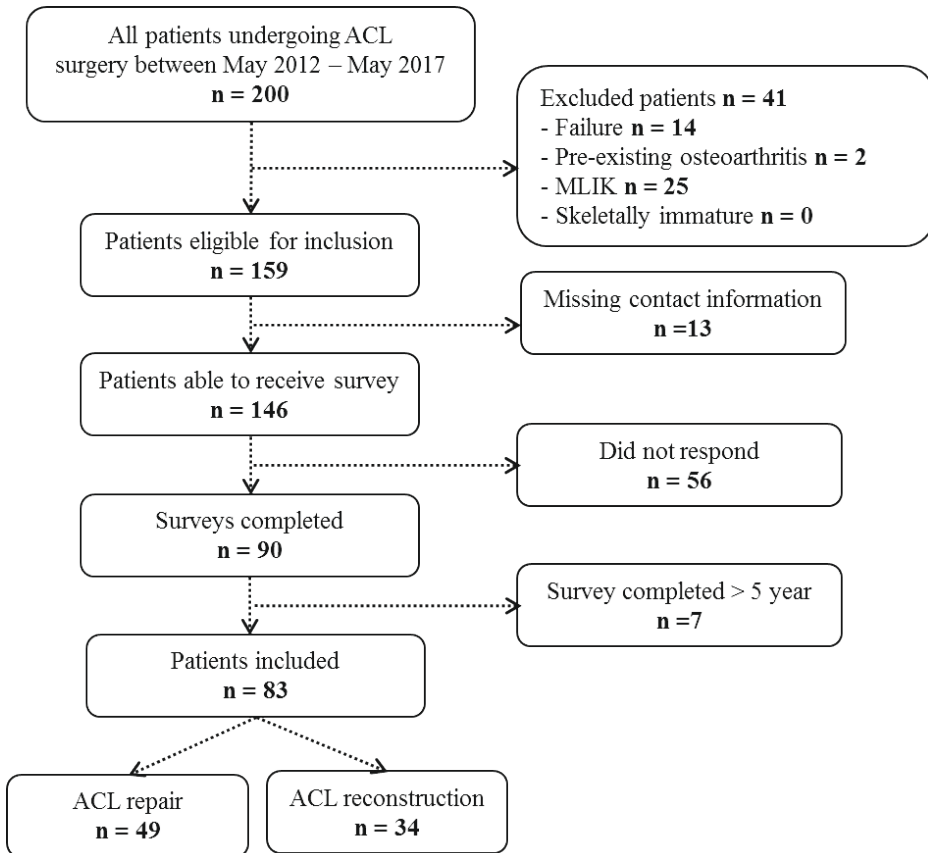 All patients undergoing ACL
surgery between May 2012 – May 2017
n = 200
Excluded patients n = 41
- Failure n = 14
- Pre-existing osteoarthritis n = 2
- MLIK n = 25
- Skeletally immature n = 0
Patients eligible for inclusion
n = 159
Missing contact information
n =13
Patients able to receive survey
n = 146
Did not respond
n = 56
Surveys completed
n = 90
Survey completed > 5 year
n =7
Patients included
n = 83
ACL repair
n = 49
ACL reconstruction
n = 34